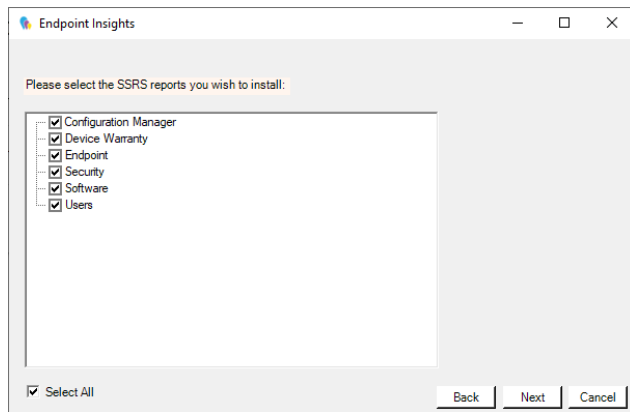 Endpoint Insights
Please select the SSRS reports you wish to install:
Configuration Manager
Device Warranty
Endpoint
Security
Software
Users
Select All
Back Next Cancel